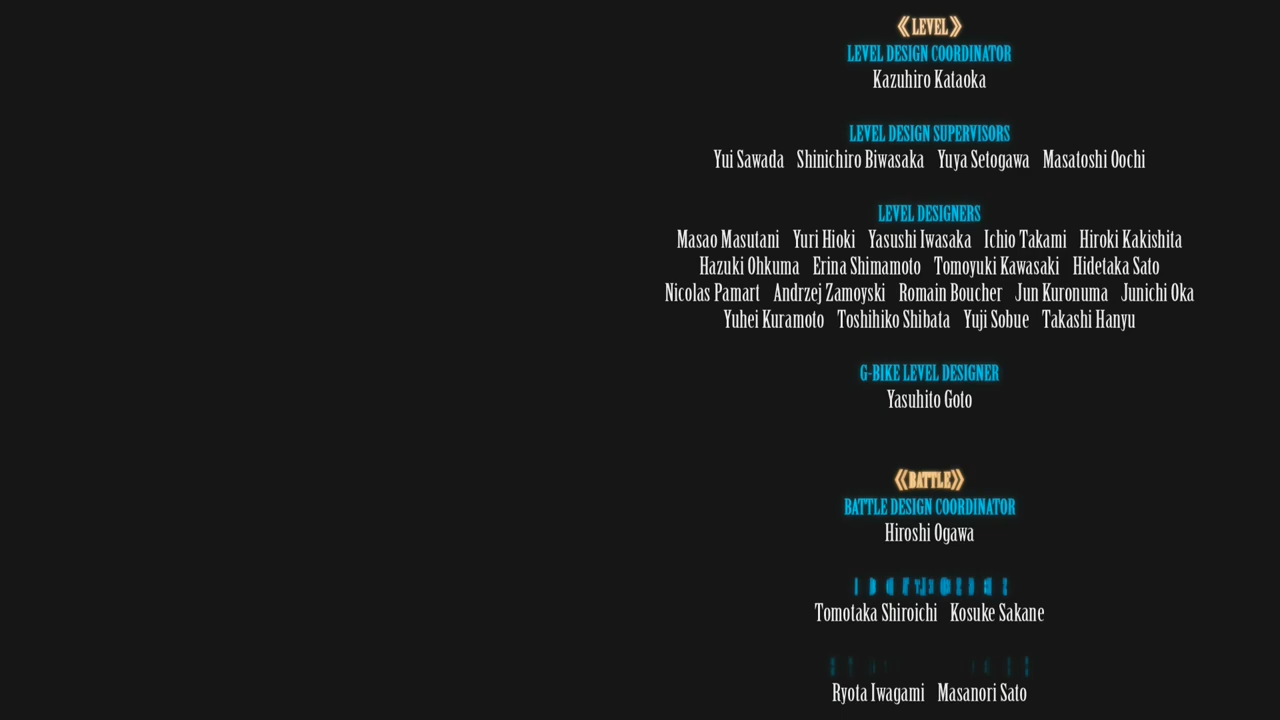 《LEVEL》
LEVEL DESIGN COORDINATOR
Kazuhiro Kataoka
LEVEL DESIGN SUPERVISORS
Yui Sawada Shinichiro Biwasaka Yuya Setogawa Masatoshi Oochi
LEVEL DESIGNERS
Masao Masutani Yuri Hioki Yasushi Iwasaka Ichio Takami Hiroki Kakishita
Hazuki Ohkuma Erina Shimamoto Tomoyuki Kawasaki Hidetaka Sato
Nicolas Pamart Andrzej Zamoyski Romain Boucher Jun Kuronuma Junichi Oka
Yuhei Kuramoto Toshihiko Shibata Yuji Sobue Takashi Hanyu
G-BIKE LEVEL DESIGNER
Yasuhito Goto
《BATTLE》
BATTLE DESIGN COORDINATOR
Hiroshi Ogawa
Tomotaka Shiroichi Kosuke Sakane
Ryota Iwagami Masanori Sato